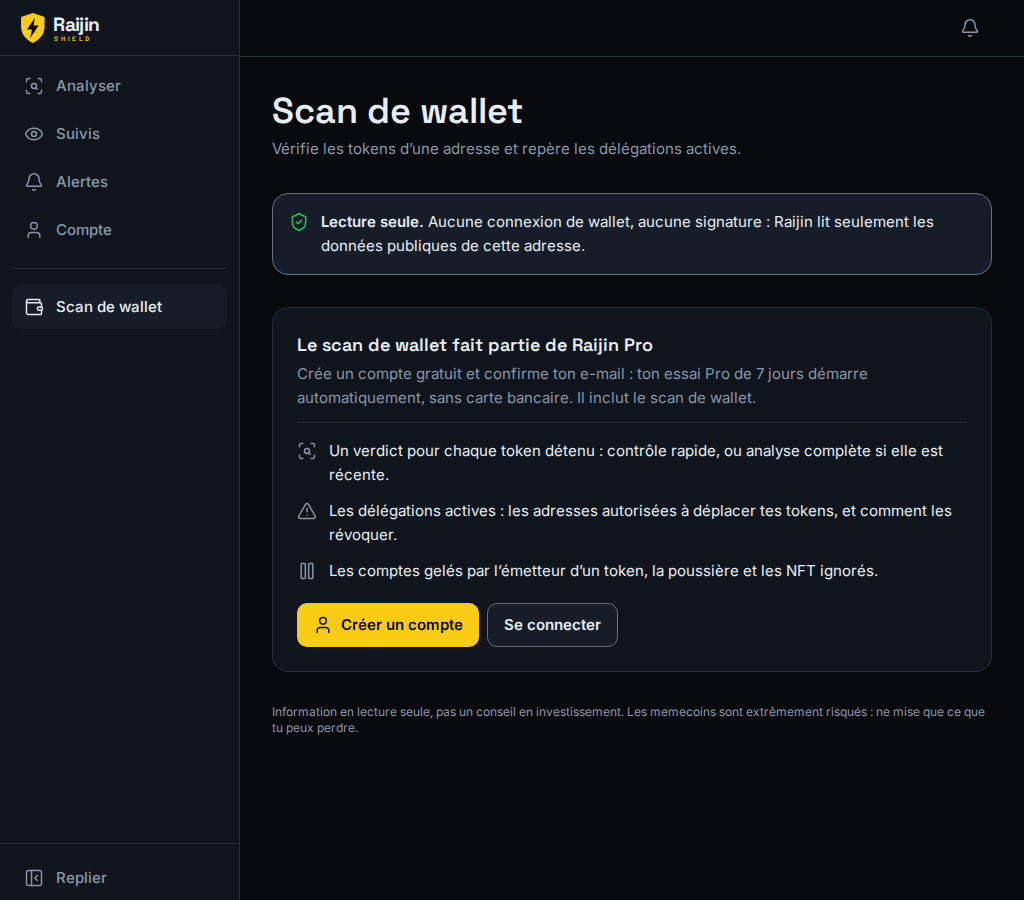 Raijin
SHIELD
Analyser
Suivis
Alertes
Compte
Scan de wallet
Replier
Scan de wallet
Vérifie les tokens d’une adresse et repère les délégations actives.
Lecture seule. Aucune connexion de wallet, aucune signature : Raijin lit seulement les
données publiques de cette adresse.
Le scan de wallet fait partie de Raijin Pro
Crée un compte gratuit et confirme ton e-mail : ton essai Pro de 7 jours démarre
automatiquement, sans carte bancaire. Il inclut le scan de wallet.
Un verdict pour chaque token détenu : contrôle rapide, ou analyse complète si elle est
récente.
Les délégations actives : les adresses autorisées à déplacer tes tokens, et comment les
révoquer.
Les comptes gelés par l’émetteur d’un token, la poussière et les NFT ignorés.
Créer un compte
Se connecter
Information en lecture seule, pas un conseil en investissement. Les memecoins sont extrêmement risqués : ne mise que ce que
tu peux perdre.